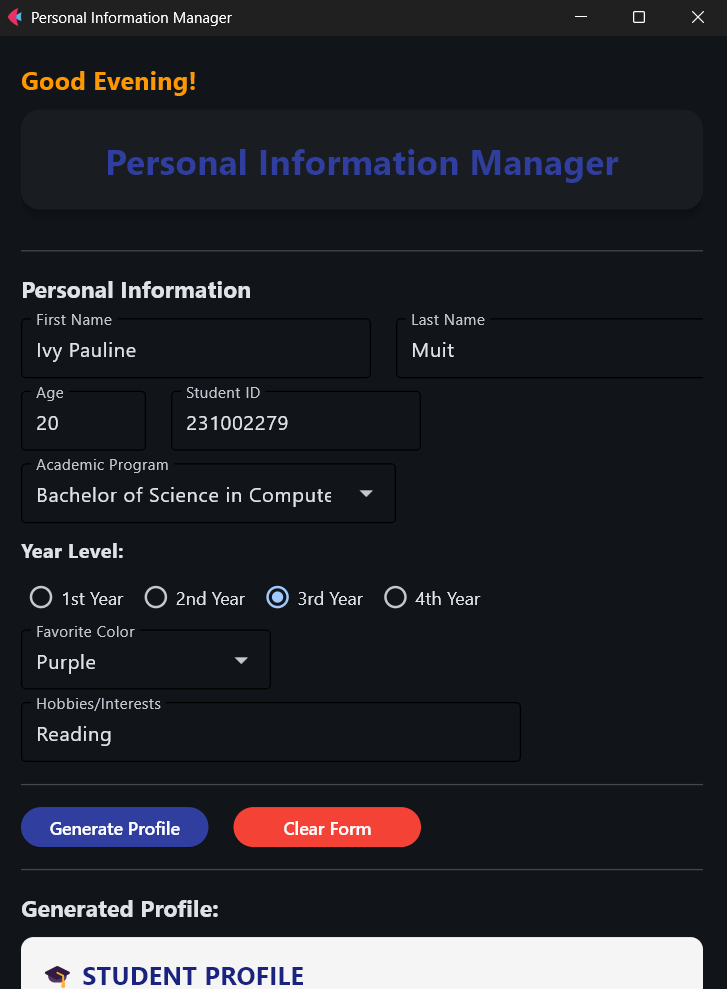 Personal Information Manager
Good Evening!
Personal Information Manager
Personal Information
First Name Last Name
Ivy Pauline Muit
Age Student ID
20 231002279
Academic Program
Bachelor of Science in Compute
Year Level:
1st Year 2nd Year 3rd Year 4th Year
Favorite Color
Purple
Hobbies/Interests
Reading
Generate Profile Clear Form
Generated Profile:
STUDENT PROFILE